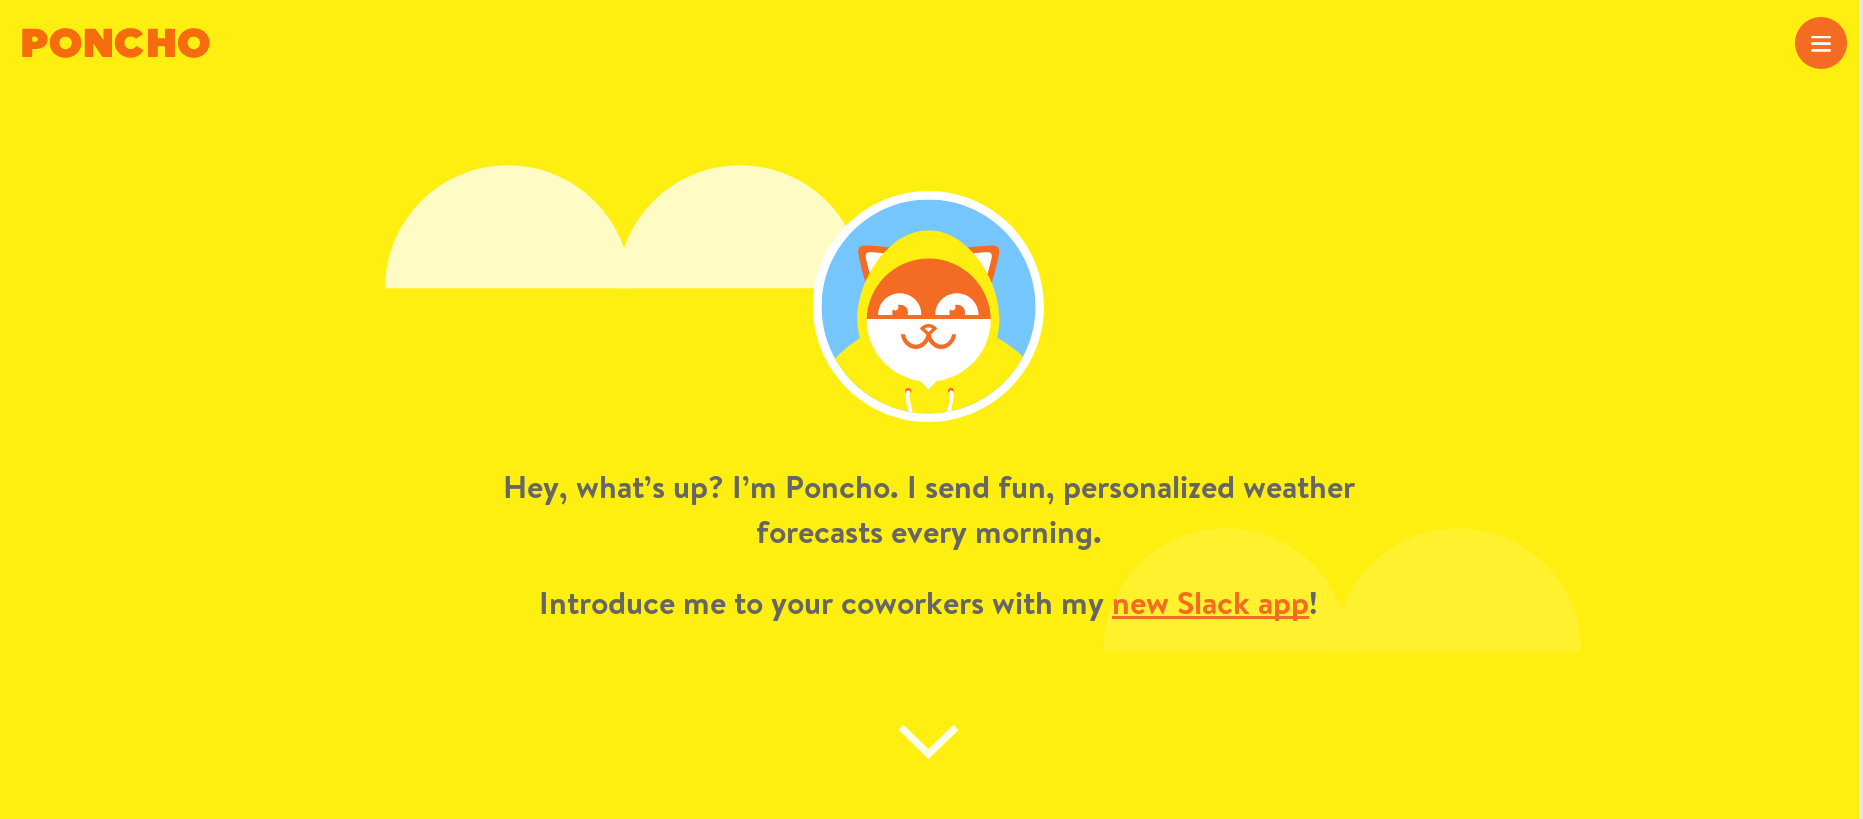 PONCHO
Hey, what’s up? I’m Poncho. I send fun, personalized weather
forecasts every morning.
Introduce me to your coworkers with my new Slack app!